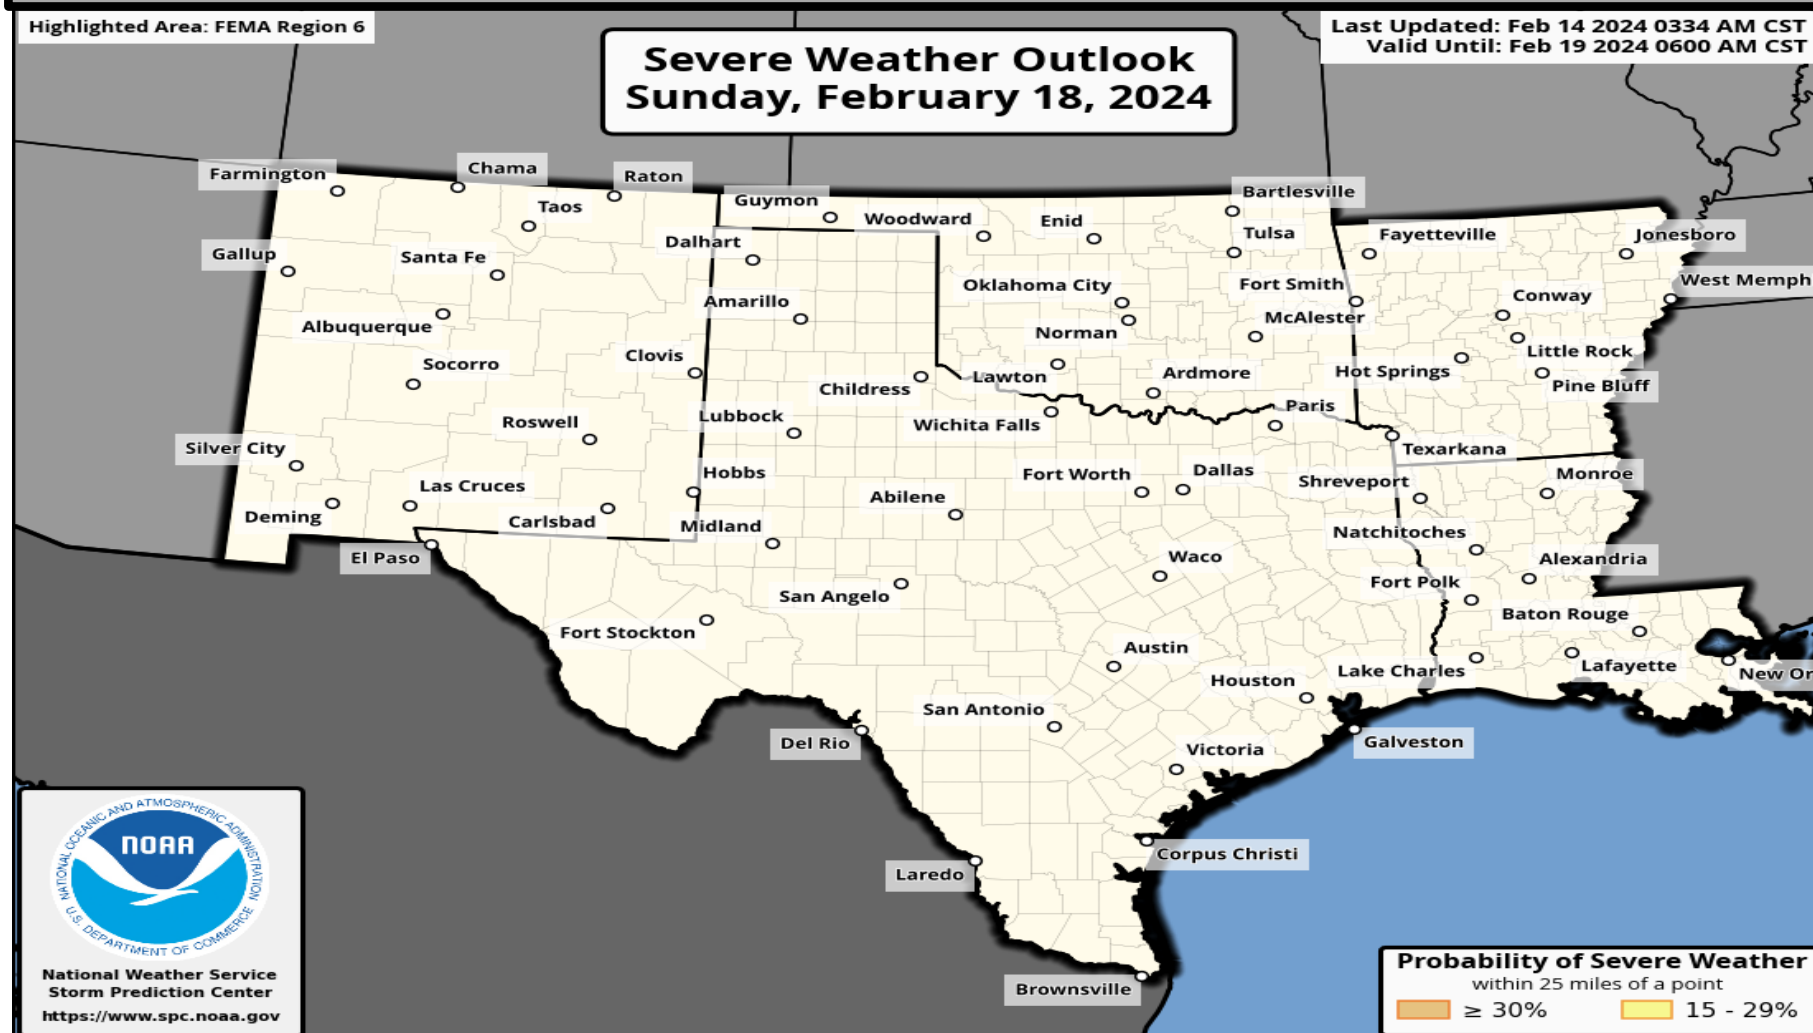 Highlighted Area: FEMA Region 6
Severe Weather Outlook
Sunday, February 18, 2024
Last Updated: Feb 14 2024 0334 AM CST
Valid Until: Feb 19 2024 0600 AM CST
Farmington
Chama
Raton
Taos
Guymon
Woodward
Enid
Bartlesville
Tulsa
Fayetteville
Jonesboro
Gallup
Santa Fe
Dalhart
Oklahoma City
Fort Smith
Conway
West Memph
Amarillo
Albuquerque
Norman
McAlester
Little Rock
Socorro
Clovis
Childress
Lawton
Ardmore
Hot Springs
Pine Bluff
Roswell
Lubbock
Wichita Falls
Paris
Texarkana
Silver City
Las Cruces
Hobbs
Abilene
Fort Worth
Dallas
Shreveport
Monroe
Deming
Carlsbad
Midland
Natchitoches
El Paso
Waco
Alexandria
San Angelo
Fort Polk
Fort Stockton
Baton Rouge
Austin
Houston
Lake Charles
Lafayette
New Or
San Antonio
Del Rio
Victoria
Galveston
Corpus Christi
Laredo
Brownsville
NATIONAL OCEANIC AND ATMOSPHERIC ADMINISTRATION
NOAA
U.S. DEPARTMENT OF COMMERCE
National Weather Service
Storm Prediction Center
https://www.spc.noaa.gov
Probability of Severe Weather
within 25 miles of a point
≥ 30% 15 - 29%